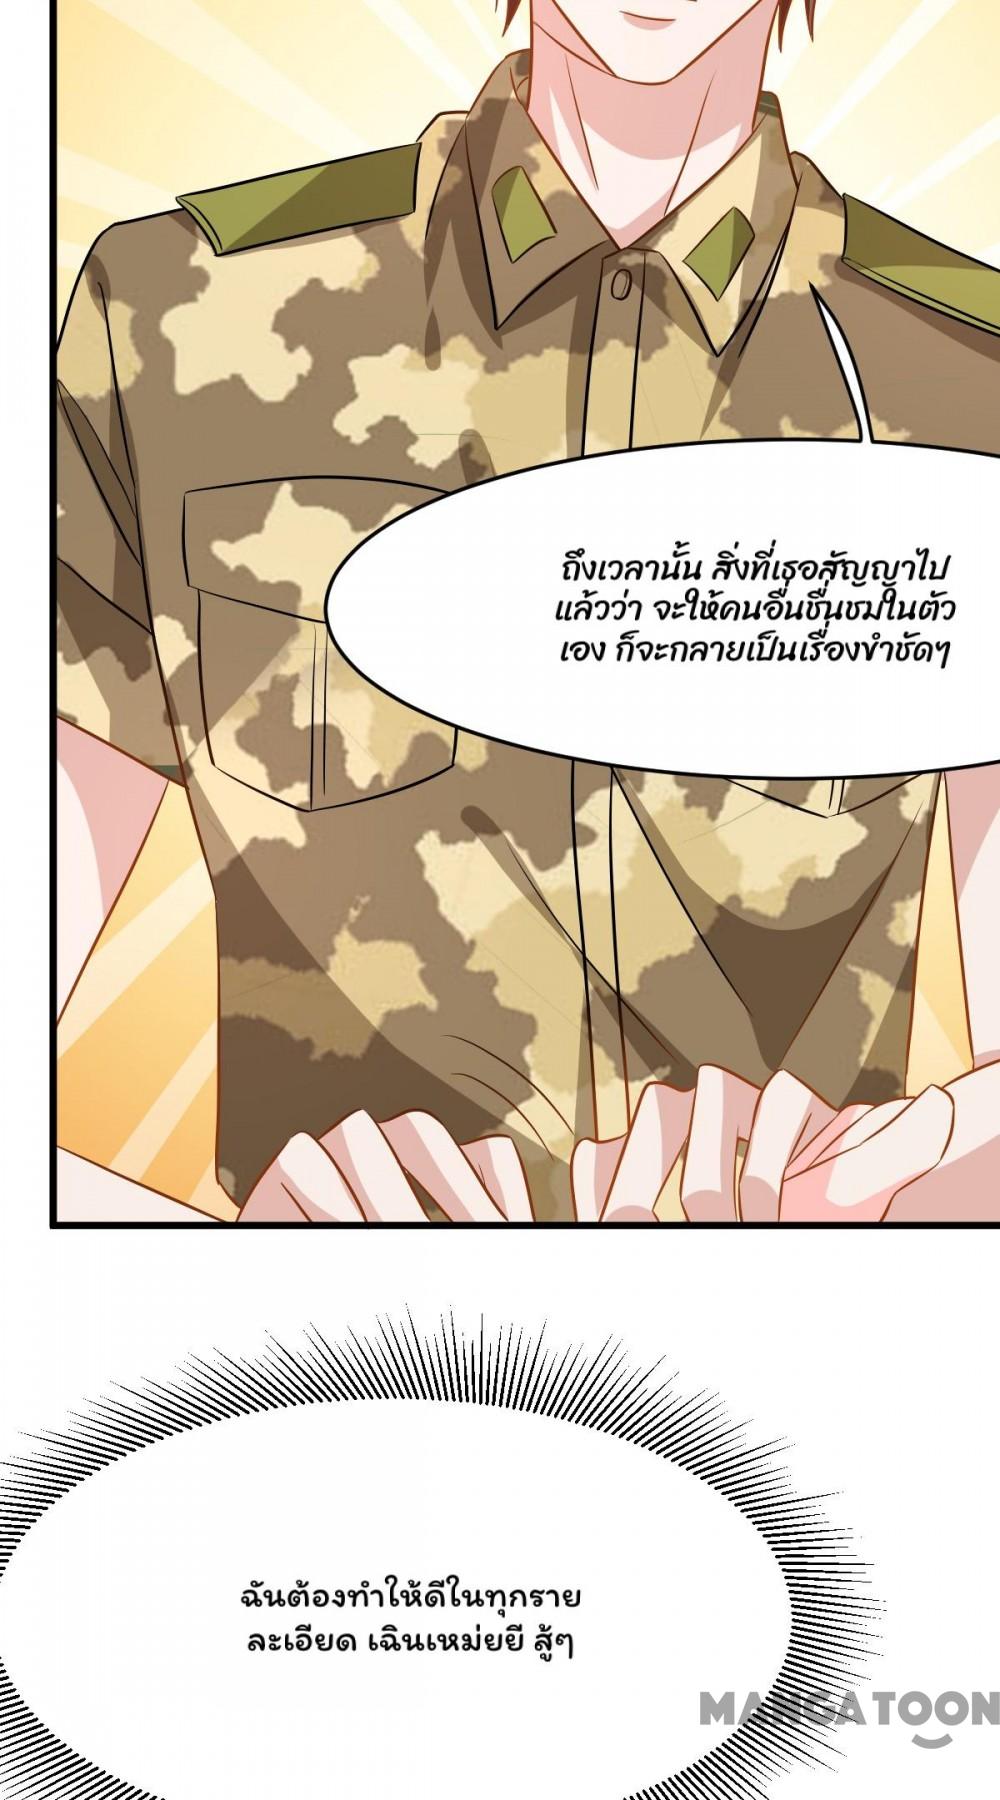 ถึงเวลานั้น สิ่งที่เธอสัญญาไป
แล้วว่า จะให้คนอื่นชื่นชมในตัว
เอง ก็จะกลายเป็นเรื่องขำชัดๆ
ฉันต้องทำให้ดีในทุกราย
ละเอียด เฉินเหม่ยยี สู้ๆ
MANGATOON